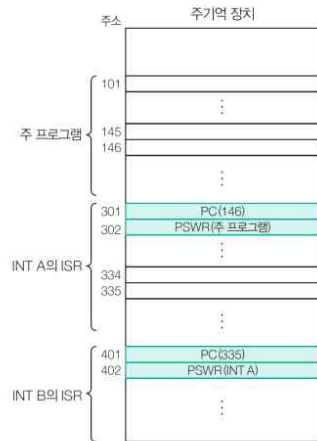 주소
주기억 장치
101
⋮
주 프로그램
145
146
⋮
301 PC(146)
302 PSWR(주 프로그램)
⋮
INT A의 ISR
334
335
⋮
401 PC(335)
402 PSWR(INT A)
INT B의 ISR
⋮